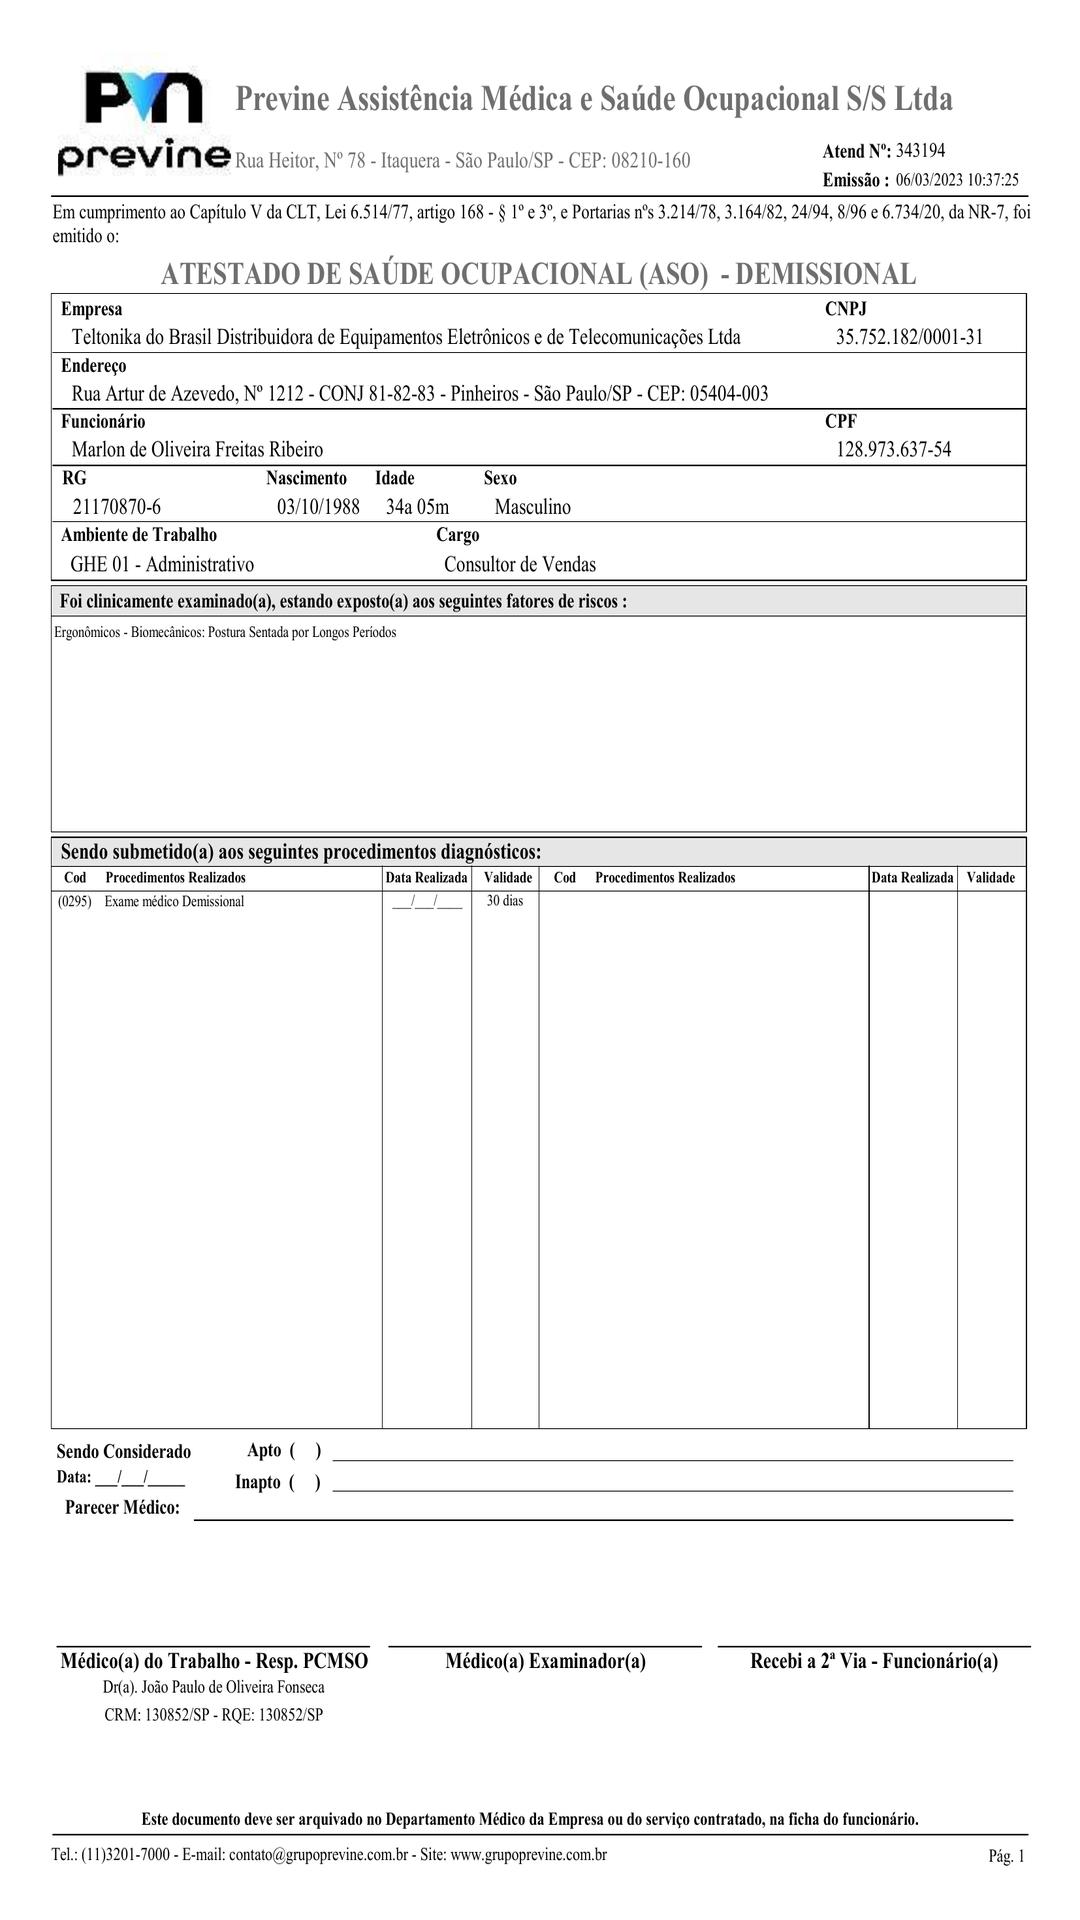 PVN
previne
Previne Assistência Médica e Saúde Ocupacional S/S Ltda
Rua Heitor, Nº 78 - Itaquera - São Paulo/SP - CEP: 08210-160
Atend Nº: 343194
Emissão : 06/03/2023 10:37:25
Em cumprimento ao Capítulo V da CLT, Lei 6.514/77, artigo 168 - § 1º e 3º, e Portarias nºs 3.214/78, 3.164/82, 24/94, 8/96 e 6.734/20, da NR-7, foi
emitido o:
ATESTADO DE SAÚDE OCUPACIONAL (ASO) - DEMISSIONAL
Empresa CNPJ
Teltonika do Brasil Distribuidora de Equipamentos Eletrônicos e de Telecomunicações Ltda 35.752.182/0001-31
Endereço
Rua Artur de Azevedo, Nº 1212 - CONJ 81-82-83 - Pinheiros - São Paulo/SP - CEP: 05404-003
Funcionário CPF
Marlon de Oliveira Freitas Ribeiro 128.973.637-54
RG Nascimento Idade Sexo
21170870-6 03/10/1988 34a 05m Masculino
Ambiente de Trabalho Cargo
GHE 01 - Administrativo Consultor de Vendas
Foi clinicamente examinado(a), estando exposto(a) aos seguintes fatores de riscos :
Ergonômicos - Biomecânicos: Postura Sentada por Longos Períodos
Sendo submetido(a) aos seguintes procedimentos diagnósticos:
Cod Procedimentos Realizados Data Realizada Validade Cod Procedimentos Realizados Data Realizada Validade
(0295) Exame médico Demissional __/__/___ 30 dias
Sendo Considerado Apto ( )
Data: __/__/____ Inapto ( )
Parecer Médico:
Médico(a) do Trabalho - Resp. PCMSO Médico(a) Examinador(a) Recebi a 2ª Via - Funcionário(a)
Dr(a). João Paulo de Oliveira Fonseca
CRM: 130852/SP - RQE: 130852/SP
Este documento deve ser arquivado no Departamento Médico da Empresa ou do serviço contratado, na ficha do funcionário.
Tel.: (11)3201-7000 - E-mail: contato@grupoprevine.com.br - Site: www.grupoprevine.com.br Pág. 1